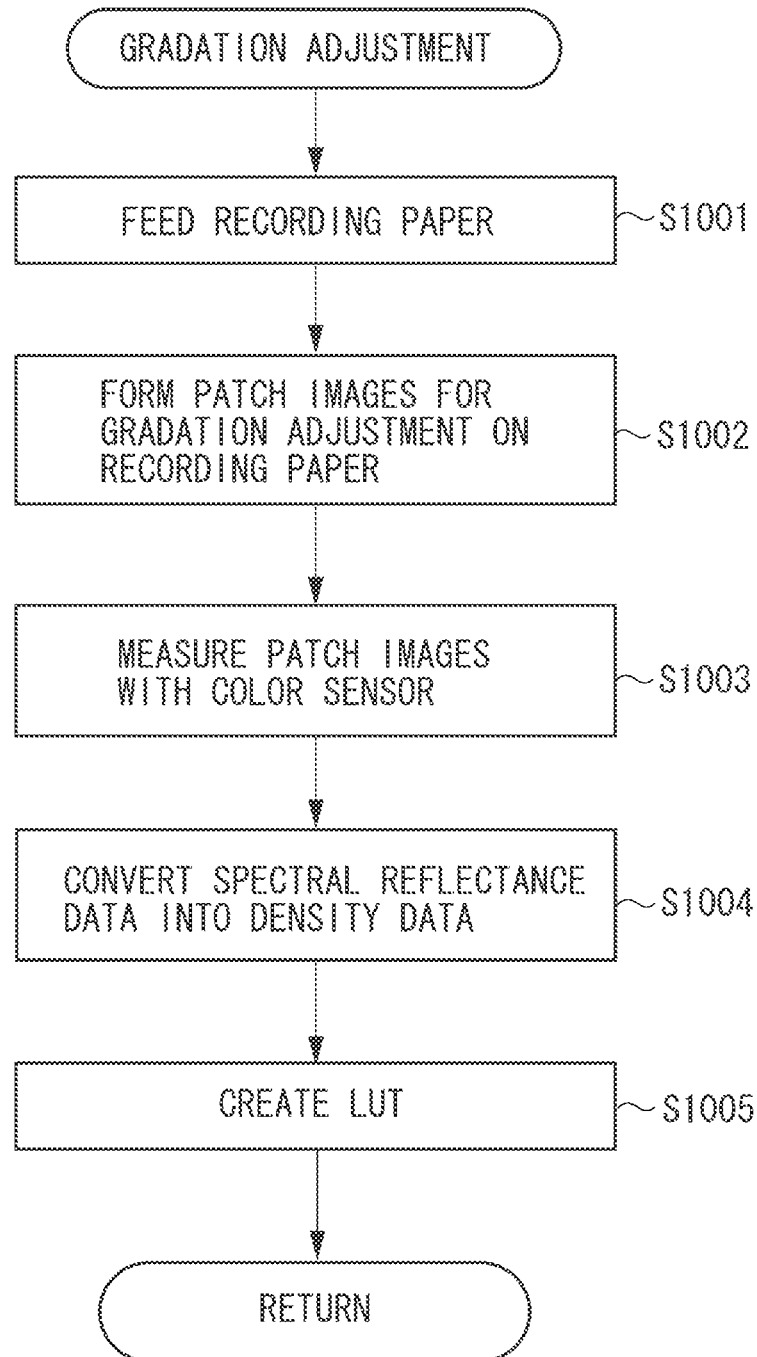 GRADATION ADJUSTMENT
FEED RECORDING PAPER
S1001
FORM PATCH IMAGES FOR
GRADATION ADJUSTMENT ON
RECORDING PAPER
S1002
MEASURE PATCH IMAGES
WITH COLOR SENSOR
S1003
CONVERT SPECTRAL REFLECTANCE
DATA INTO DENSITY DATA
S1004
CREATE LUT
S1005
RETURN